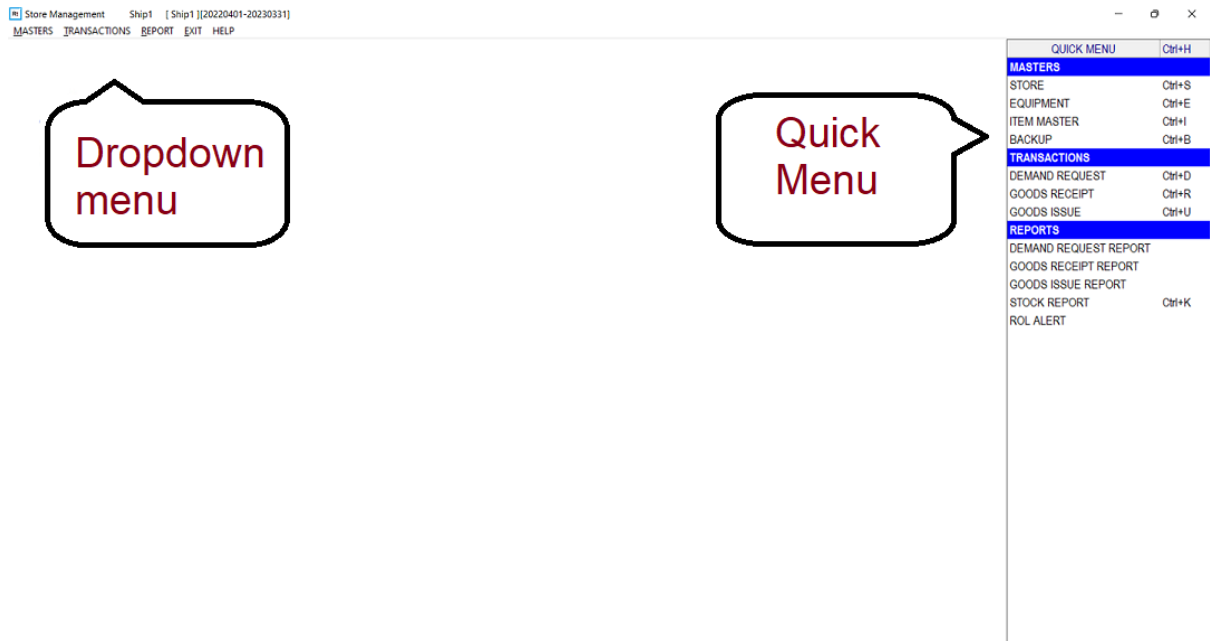 Store Management Ship1 [ Ship1 ][20220401-20230331]
MASTERS TRANSACTIONS REPORT EXIT HELP
QUICK MENU Ctrl+H
MASTERS
STORE Ctrl+S
EQUIPMENT Ctrl+E
ITEM MASTER Ctrl+I
BACKUP Ctrl+B
TRANSACTIONS
DEMAND REQUEST Ctrl+D
GOODS RECEIPT Ctrl+R
GOODS ISSUE Ctrl+U
REPORTS
DEMAND REQUEST REPORT
GOODS RECEIPT REPORT
GOODS ISSUE REPORT
STOCK REPORT Ctrl+K
ROL ALERT
Dropdown
menu
Quick
Menu